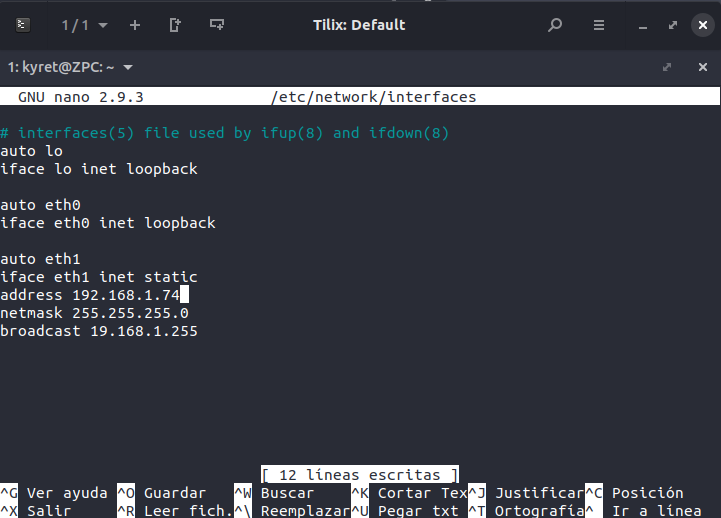 1 / 1
Tilix: Default
1: kyret@ZPC: ~
GNU nano 2.9.3 /etc/network/interfaces
# interfaces(5) file used by ifup(8) and ifdown(8)
auto lo
iface lo inet loopback
auto eth0
iface eth0 inet loopback
auto eth1
iface eth1 inet static
address 192.168.1.74
netmask 255.255.255.0
broadcast 19.168.1.255
[ 12 líneas escritas ]
^G Ver ayuda ^O Guardar ^W Buscar ^K Cortar Tex^J Justificar^C Posición
^X Salir ^R Leer fich.^\ Reemplazar^U Pegar txt ^T Ortografía^_ Ir a línea